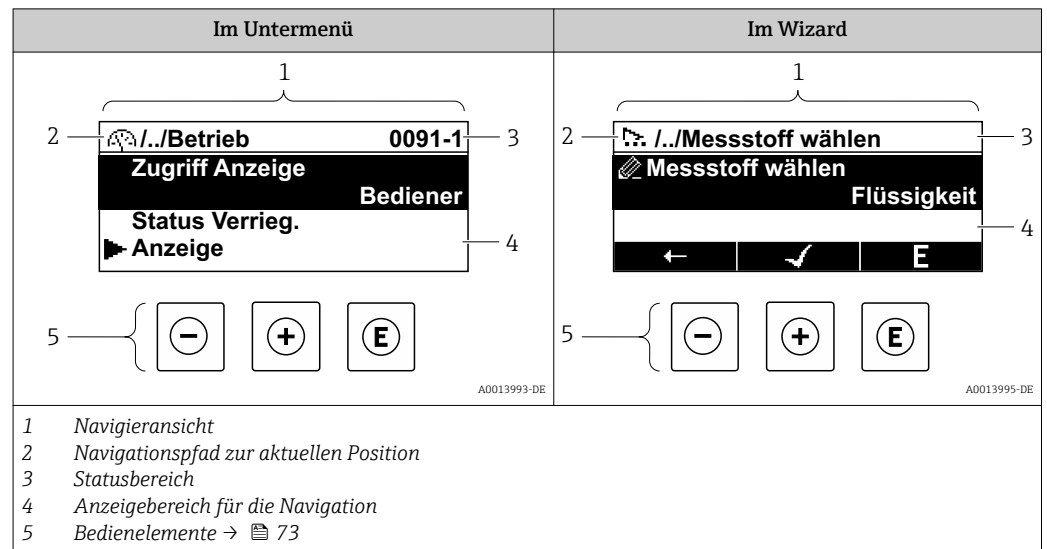 Im Untermenü
Im Wizard
1
2
/../Betrieb 0091-1
3
Zugriff Anzeige
Bediener
Status Verrieg.
Anzeige
4
5
- + E
A0013993-DE
1
2
/../Messstoff wählen
3
Messstoff wählen
Flüssigkeit
4
← ✓ E
5
- + E
A0013995-DE
1 Navigieransicht
2 Navigationspfad zur aktuellen Position
3 Statusbereich
4 Anzeigebereich für die Navigation
5 Bedienelemente → 73